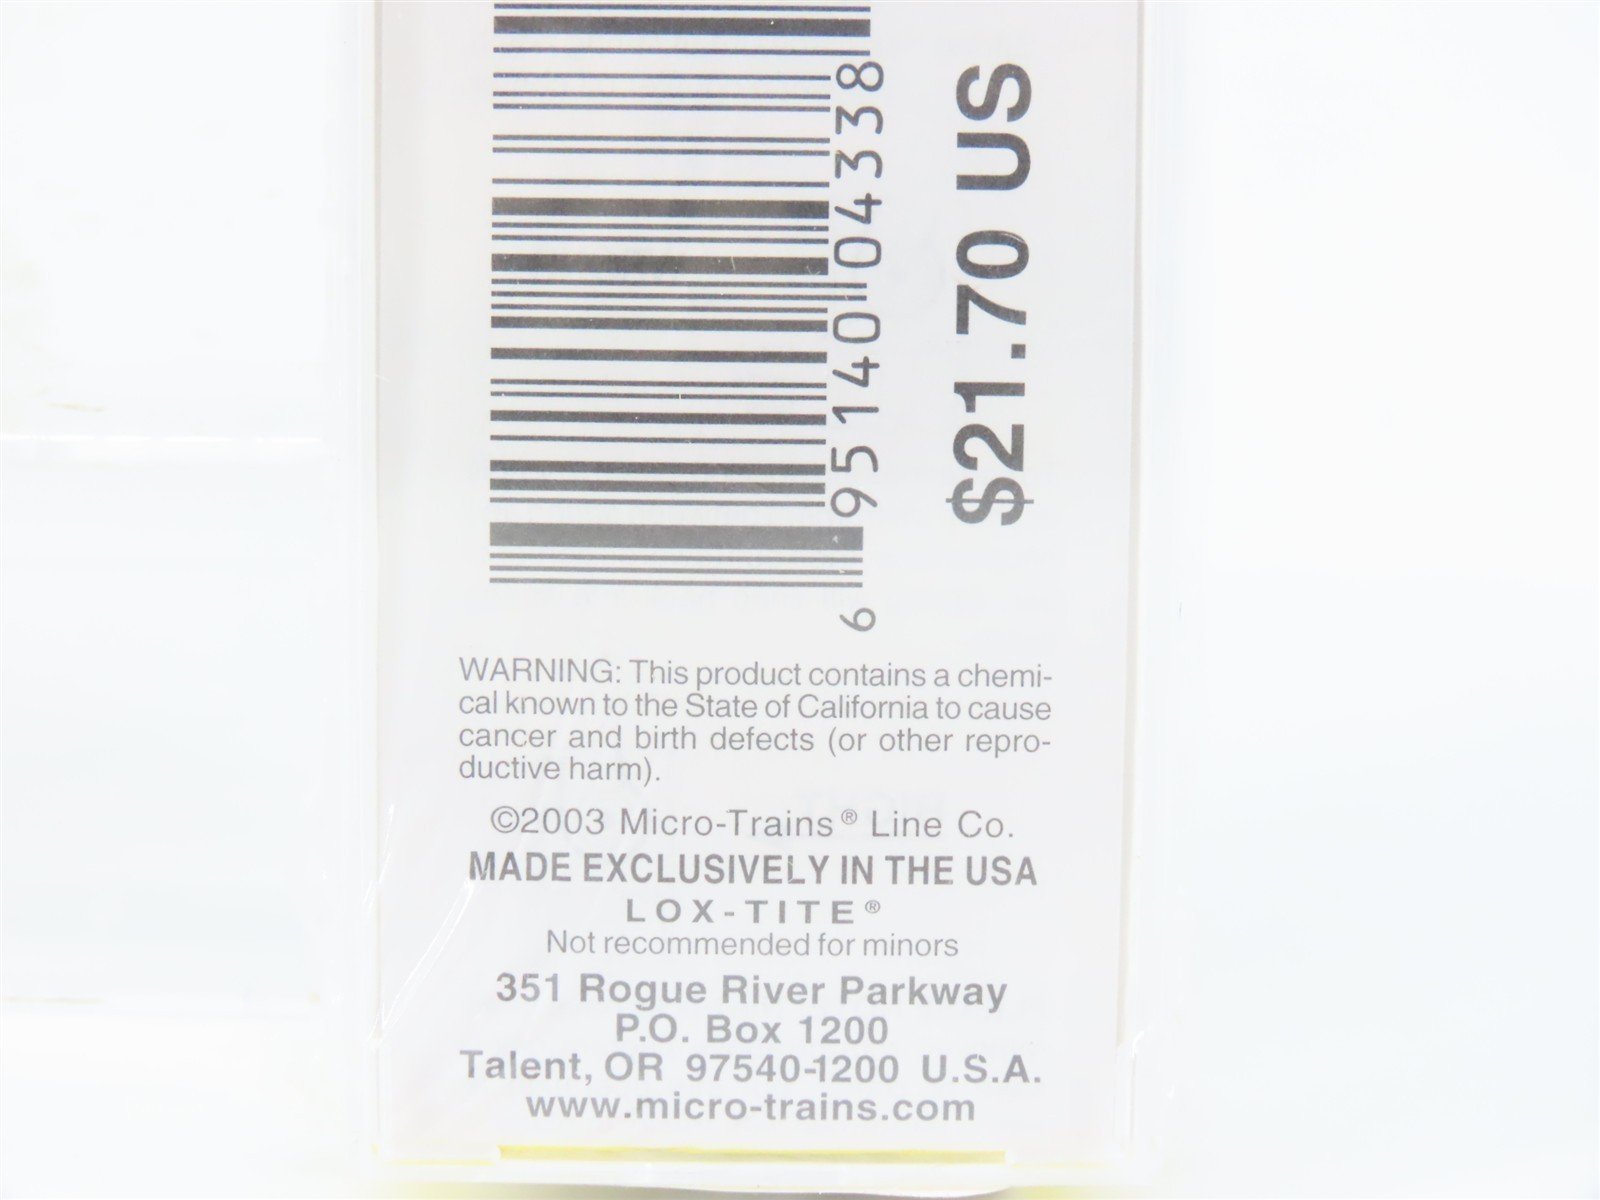 6 95140 04338
$21.70 US
WARNING: This product contains a chemi-
cal known to the State of California to cause
cancer and birth defects (or other repro-
ductive harm).
©2003 Micro-Trains® Line Co.
MADE EXCLUSIVELY IN THE USA
LOX-TITE®
Not recommended for minors
351 Rogue River Parkway
P.O. Box 1200
Talent, OR 97540-1200 U.S.A.
www.micro-trains.com